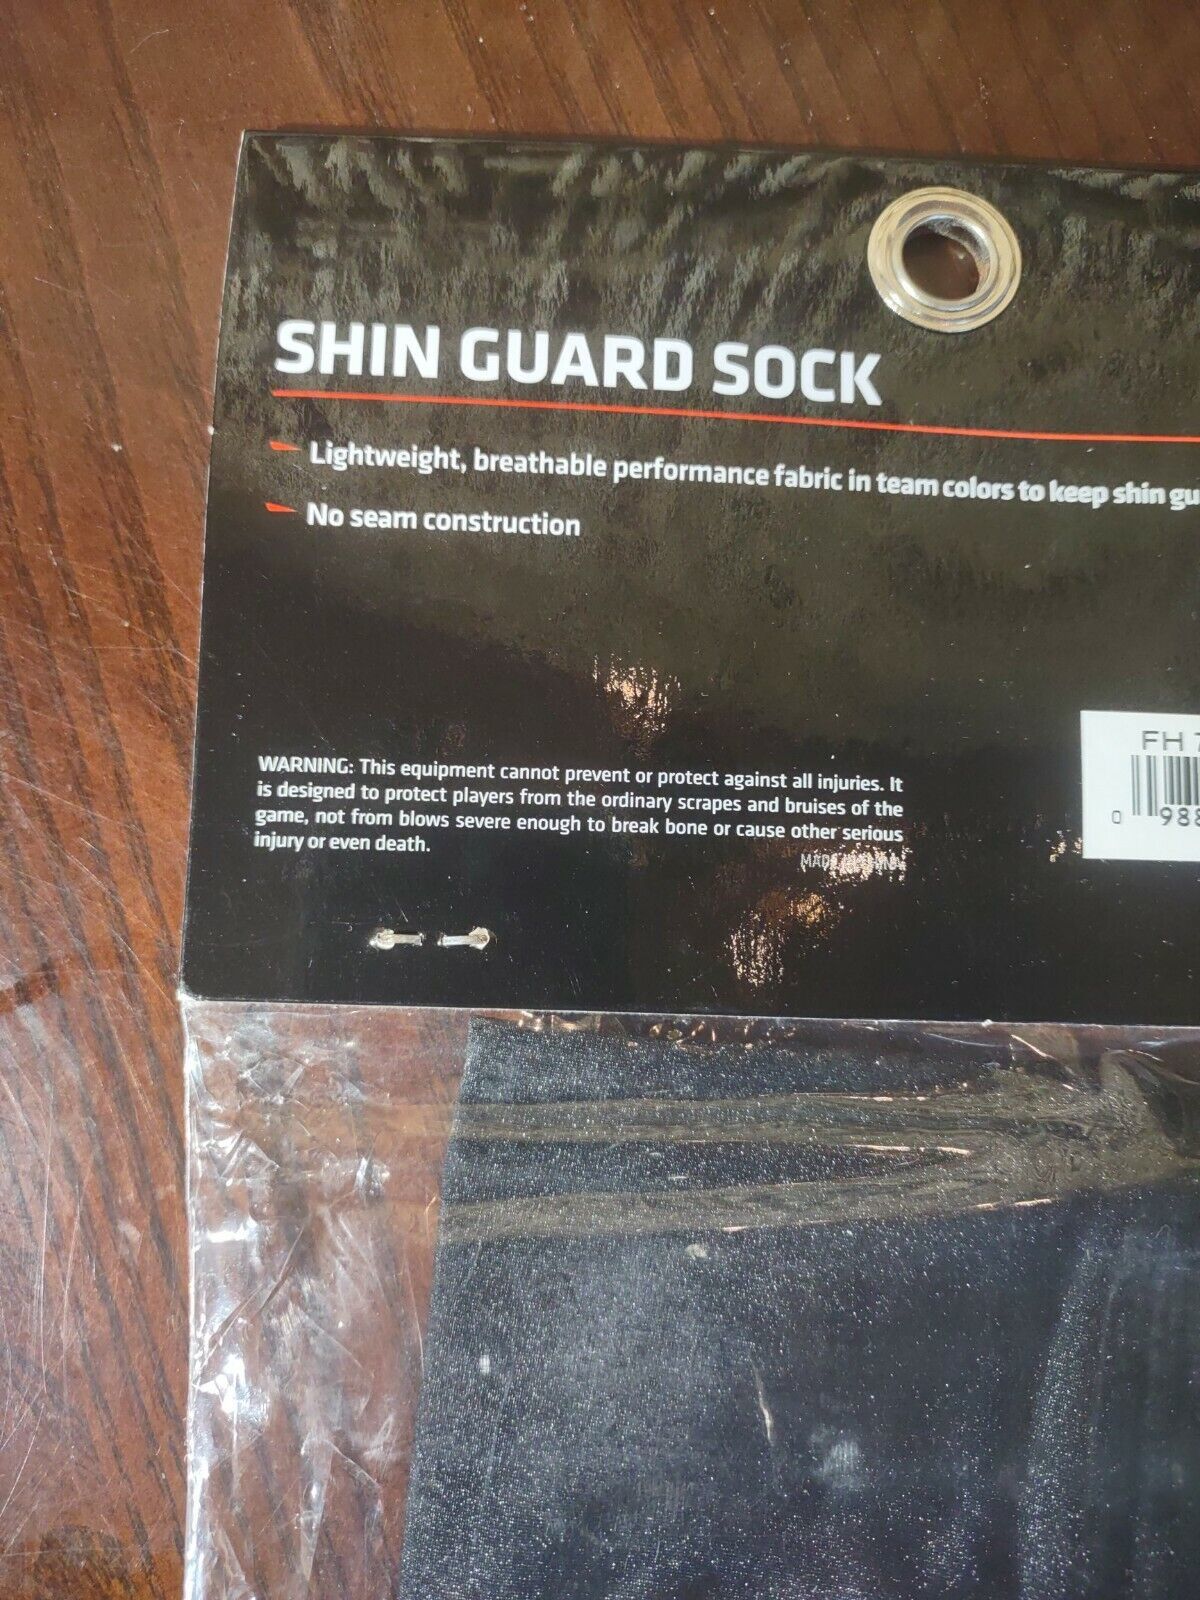 SHIN GUARD SOCK
Lightweight, breathable performance fabric in team colors to keep shin gu
No seam construction
WARNING: This equipment cannot prevent or protect against all injuries. It
is designed to protect players from the ordinary scrapes and bruises of the
game, not from blows severe enough to break bone or cause other serious
injury or even death.
MADE IN CHINA
FH 7
0 988